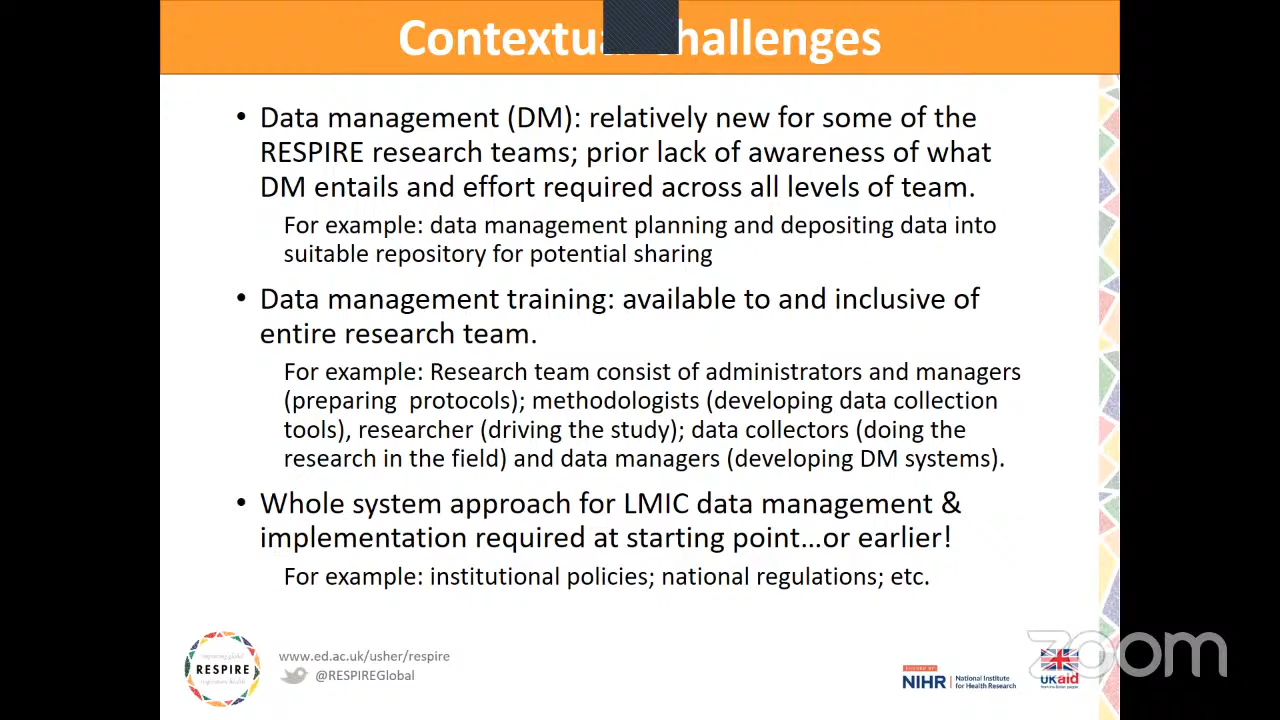 Contextu hallenges
• Data management (DM): relatively new for some of the
RESPIRE research teams; prior lack of awareness of what
DM entails and effort required across all levels of team.
For example: data management planning and depositing data into
suitable repository for potential sharing
• Data management training: available to and inclusive of
entire research team.
For example: Research team consist of administrators and managers
(preparing protocols); methodologists (developing data collection
tools), researcher (driving the study); data collectors (doing the
research in the field) and data managers (developing DM systems).
• Whole system approach for LMIC data management &
implementation required at starting point…or earlier!
For example: institutional policies; national regulations; etc.
RESPIRE
www.ed.ac.uk/usher/respire
@RESPIREGlobal
FUNDED BY
NIHR | National Institute
for Health Research
UKaid
from the British people
zoom